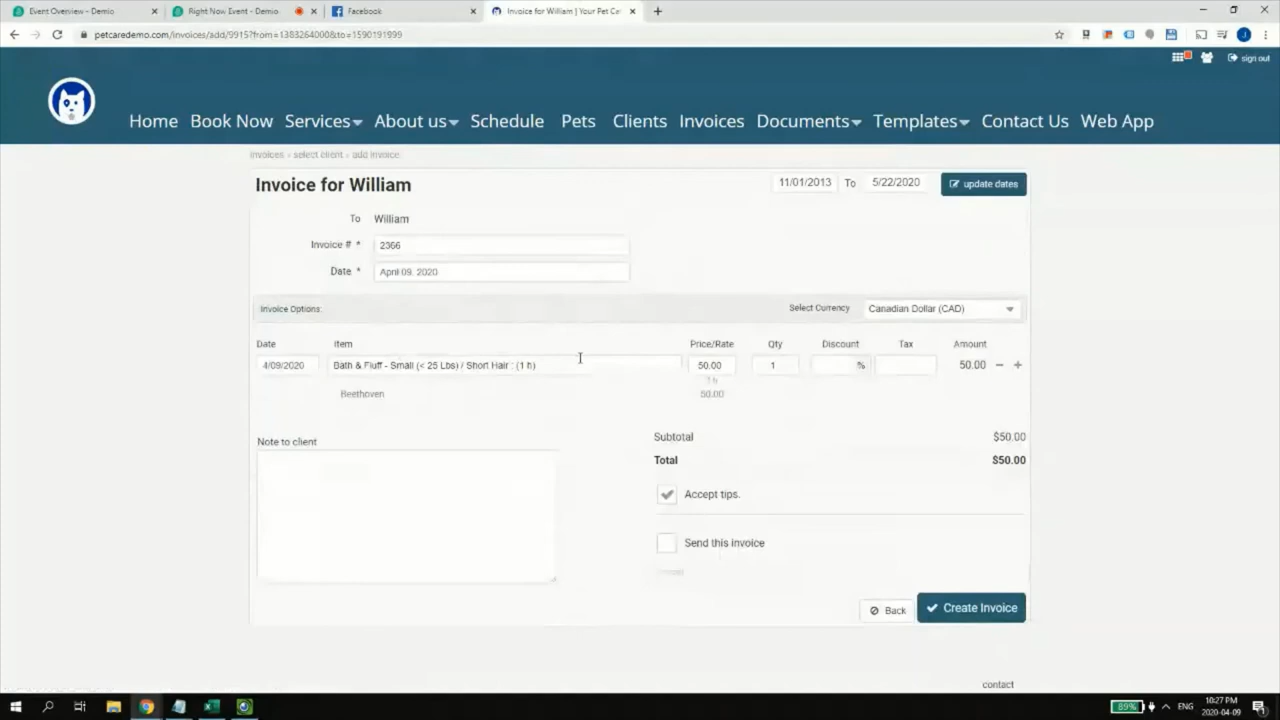 Event Overview - Demio
Right Now Event - Demio
Facebook
Invoice for William | Your Pet Ca
petcaredemo.com/invoices/add/9915?from=1383264000&to=1590191999
sign out
Home Book Now Services About us Schedule Pets Clients Invoices Documents Templates Contact Us Web App
invoices » select client » add invoice
Invoice for William
11/01/2013 To 5/22/2020 update dates
To William
Invoice # * 2366
Date * April 09, 2020
Invoice Options: Select Currency Canadian Dollar (CAD)
Date Item Price/Rate Qty Discount Tax Amount
4/09/2020 Bath & Fluff - Small (< 25 Lbs) / Short Hair : (1 h) 50.00 1 % 50.00 − +
1 h
Beethoven 50.00
Note to client
Subtotal $50.00
Total $50.00
Accept tips.
Send this invoice
Back Create Invoice
contact
89% ENG 10:27 PM
2020-04-09